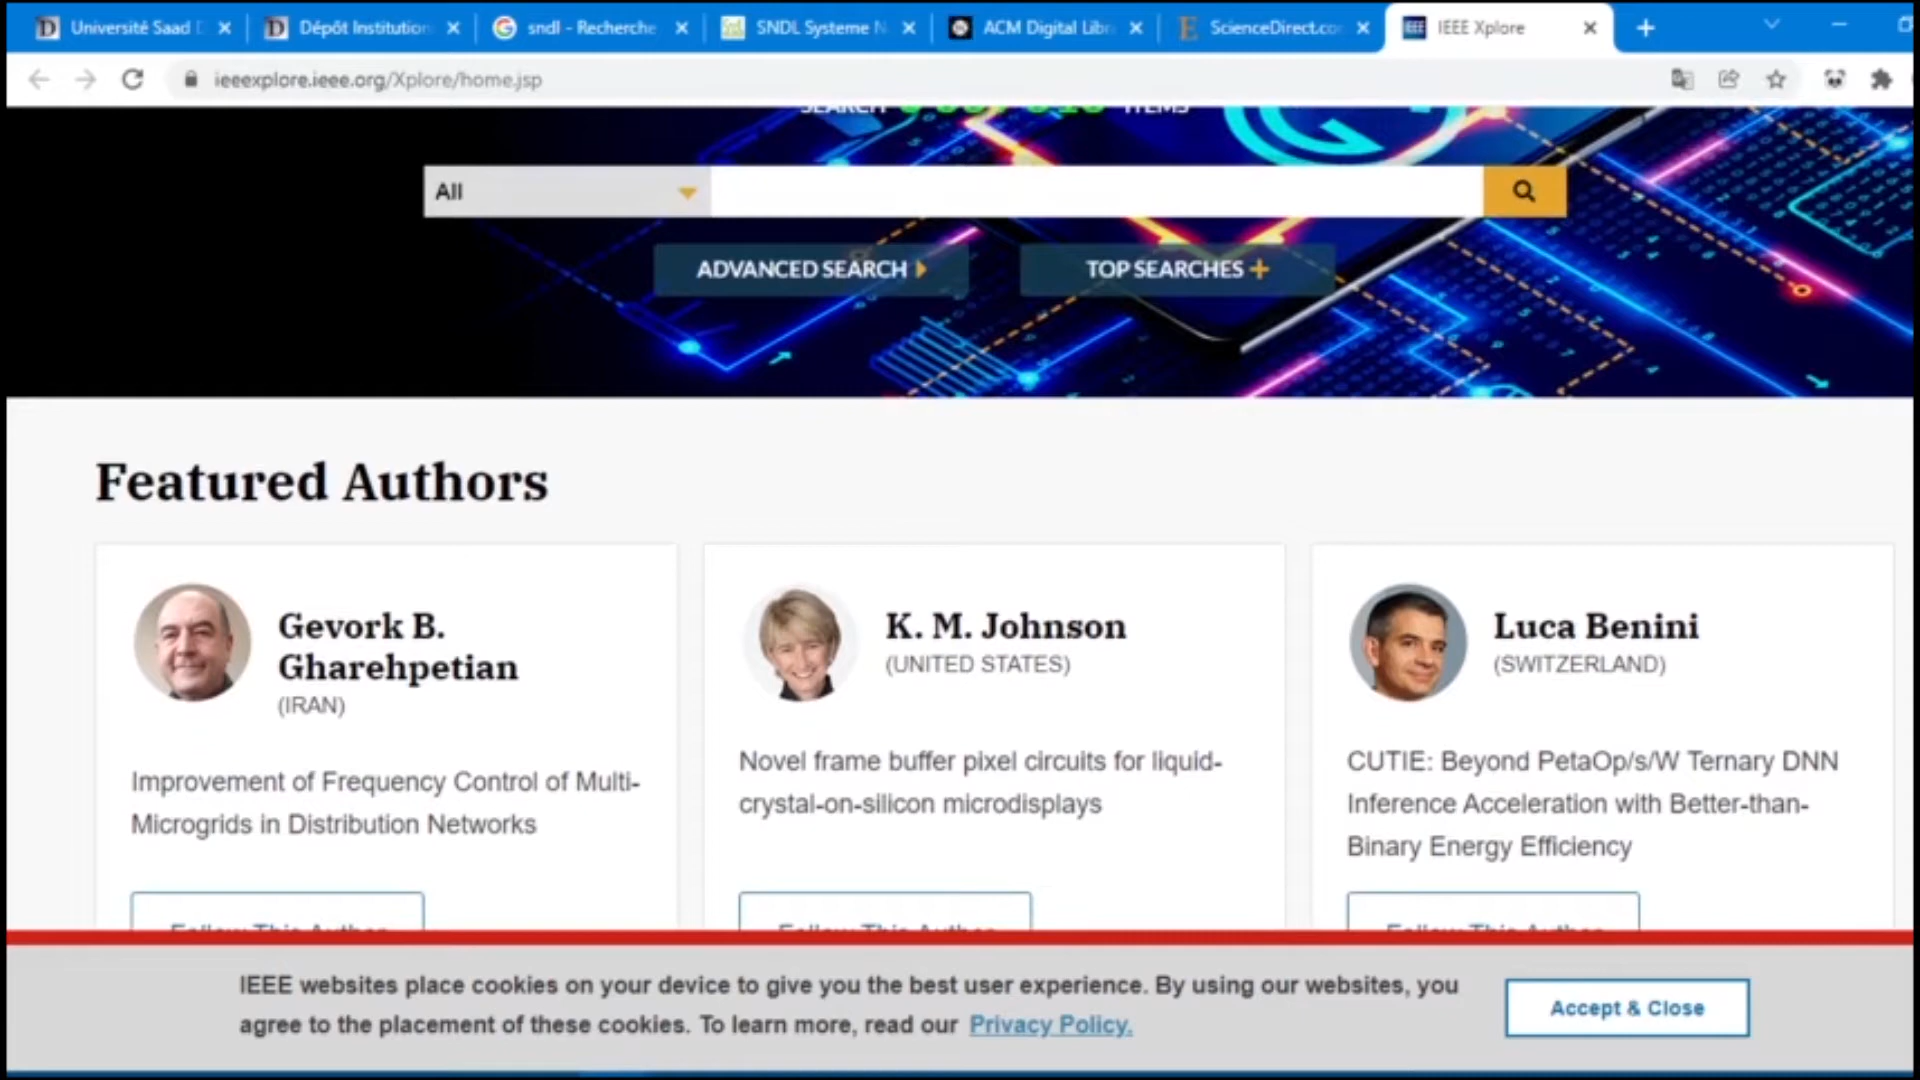 Université Saad D
Dépôt Institution
sndl - Recherche
SNDL Systeme N
ACM Digital Libr
ScienceDirect.co
IEEE Xplore
ieeexplore.ieee.org/Xplore/home.jsp
SEARCH ITEMS
All
ADVANCED SEARCH
TOP SEARCHES +
Featured Authors
Gevork B.
Gharehpetian
(IRAN)
Improvement of Frequency Control of Multi-
Microgrids in Distribution Networks
Follow This Author
K. M. Johnson
(UNITED STATES)
Novel frame buffer pixel circuits for liquid-
crystal-on-silicon microdisplays
Follow This Author
Luca Benini
(SWITZERLAND)
CUTIE: Beyond PetaOp/s/W Ternary DNN
Inference Acceleration with Better-than-
Binary Energy Efficiency
Follow This Author
IEEE websites place cookies on your device to give you the best user experience. By using our websites, you
agree to the placement of these cookies. To learn more, read our Privacy Policy.
Accept & Close